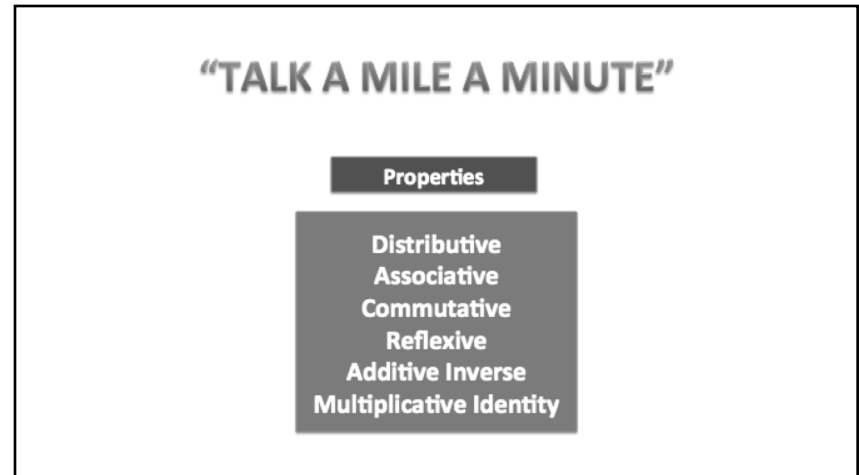 “TALK A MILE A MINUTE”
Properties
Distributive
Associative
Commutative
Reflexive
Additive Inverse
Multiplicative Identity